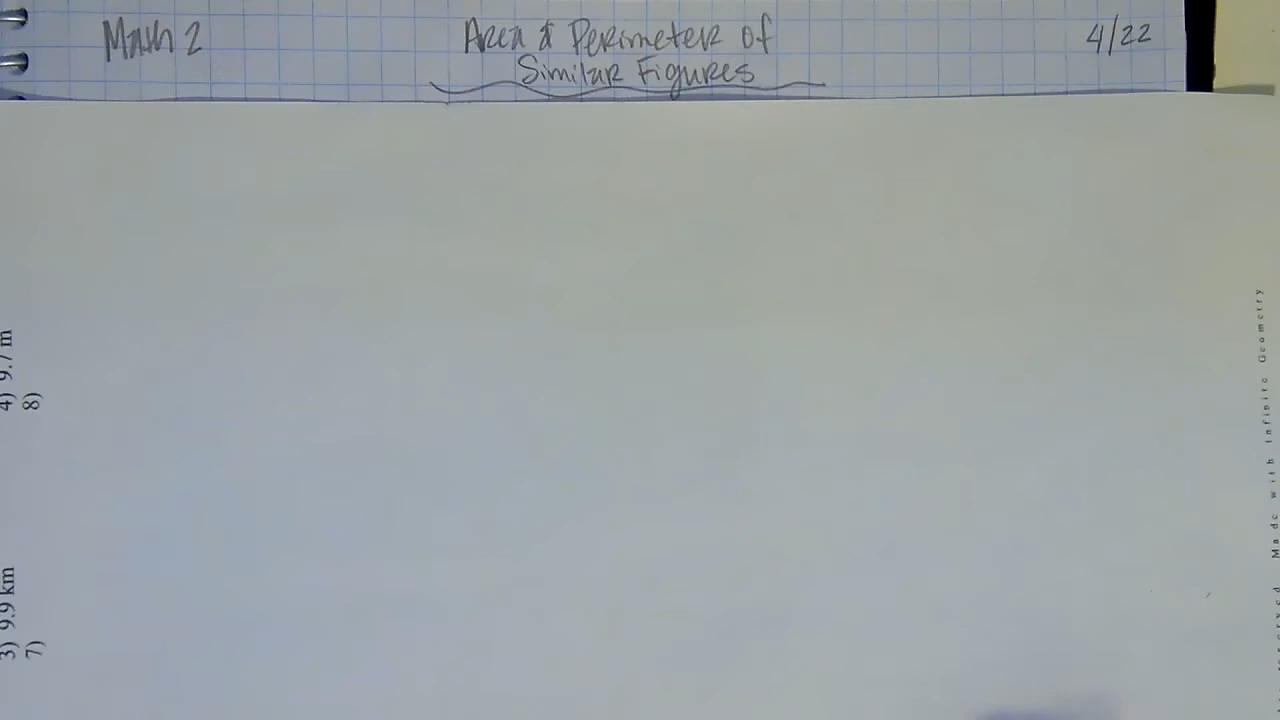 Math 2
Area & Perimeter of
Similar Figures
4/22
4) 9.7 m
8)
3) 9.9 km
7)
Made with Infinite Geometry